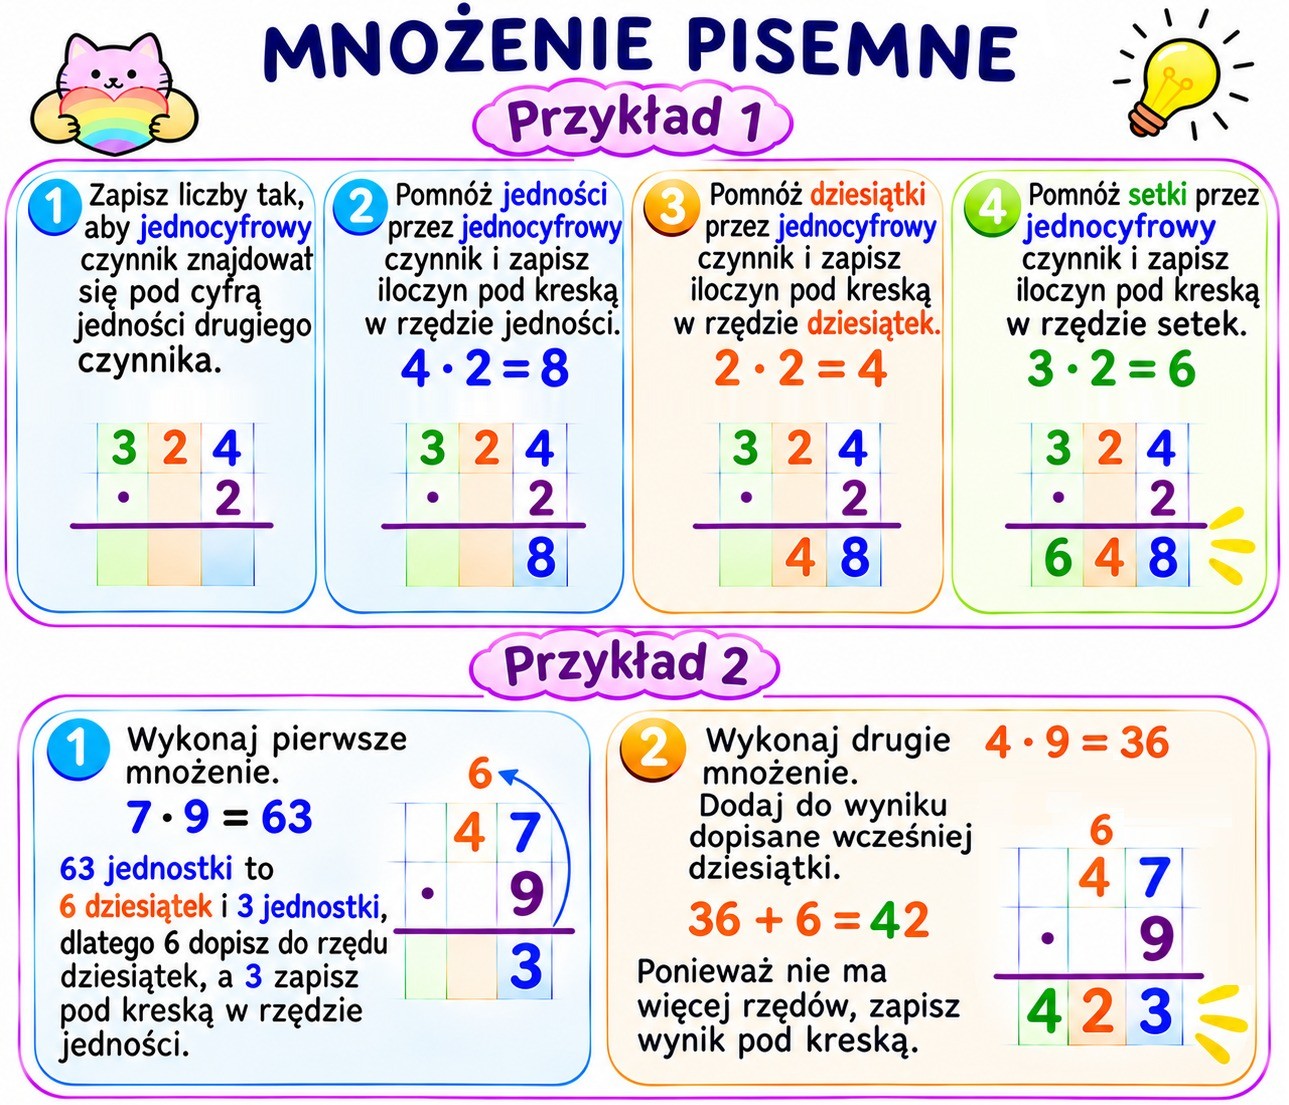 MNOŻENIE PISEMNE
Przykład 1
1 Zapisz liczby tak,
aby jednocyfrowy
czynnik znajdował
się pod cyfrą
jedności drugiego
czynnika.
3 2 4
· 2
2 Pomnóż jedności
przez jednocyfrowy
czynnik i zapisz
iloczyn pod kreską
w rzędzie jedności.
4 · 2 = 8
3 2 4
· 2
8
3 Pomnóż dziesiątki
przez jednocyfrowy
czynnik i zapisz
iloczyn pod kreską
w rzędzie dziesiątek.
2 · 2 = 4
3 2 4
· 2
4 8
4 Pomnóż setki przez
jednocyfrowy
czynnik i zapisz
iloczyn pod kreską
w rzędzie setek.
3 · 2 = 6
3 2 4
· 2
6 4 8
Przykład 2
1 Wykonaj pierwsze
mnożenie.
7 · 9 = 63
63 jednostki to
6 dziesiątek i 3 jednostki,
dlatego 6 dopisz do rzędu
dziesiątek, a 3 zapisz
pod kreską w rzędzie
jedności.
6
4 7
· 9
3
2 Wykonaj drugie
mnożenie.
Dodaj do wyniku
dopisane wcześniej
dziesiątki.
4 · 9 = 36
36 + 6 = 42
Ponieważ nie ma
więcej rzędów, zapisz
wynik pod kreską.
6
4 7
· 9
4 2 3